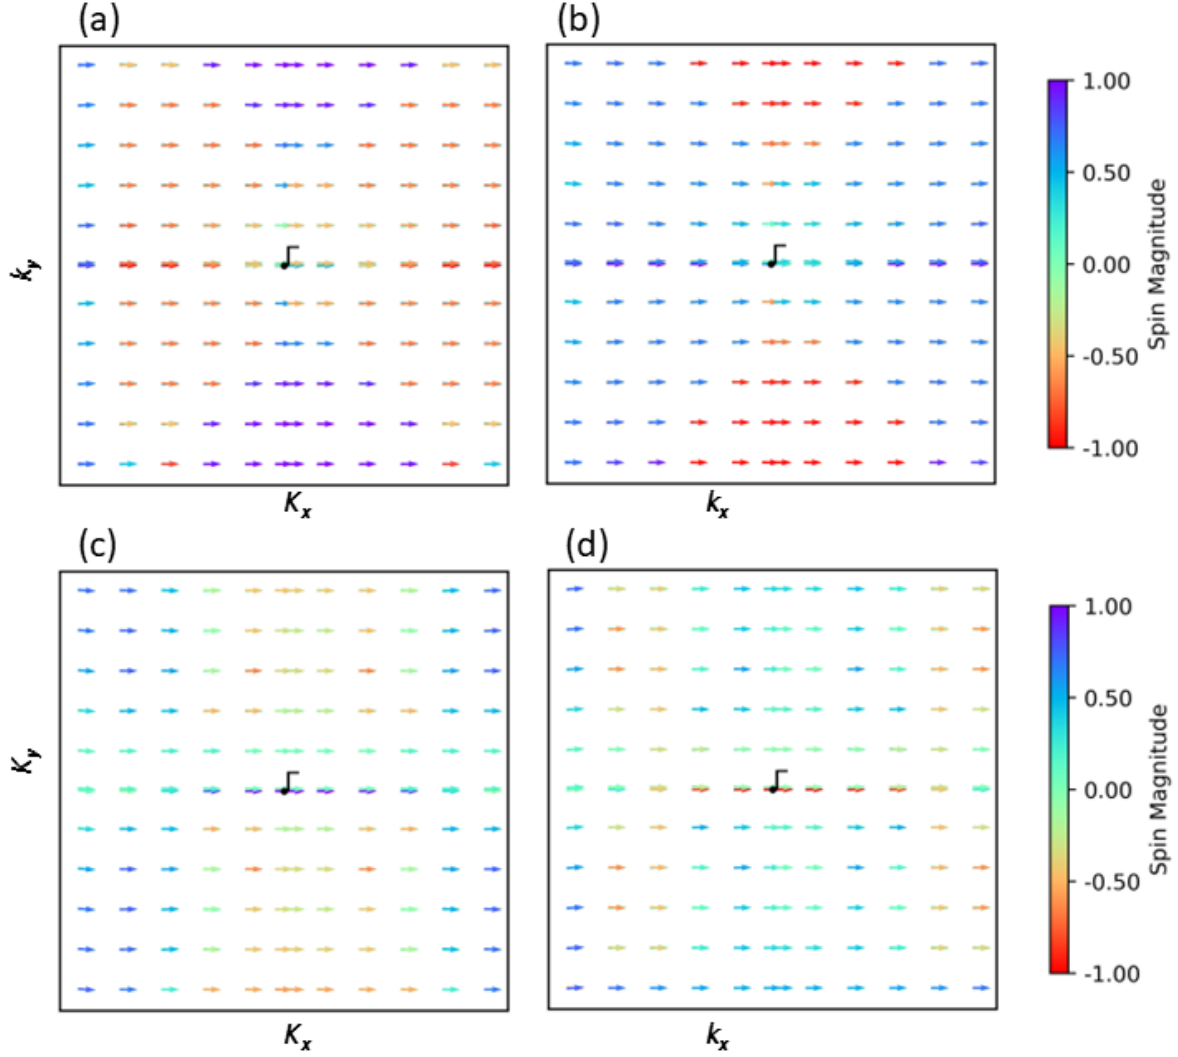 (a)
(b)
k_y
K_x
k_x
1.00
0.50
0.00
-0.50
-1.00
Spin Magnitude
Γ
Γ
(c)
(d)
K_y
K_x
k_x
1.00
0.50
0.00
-0.50
-1.00
Spin Magnitude
Γ
Γ